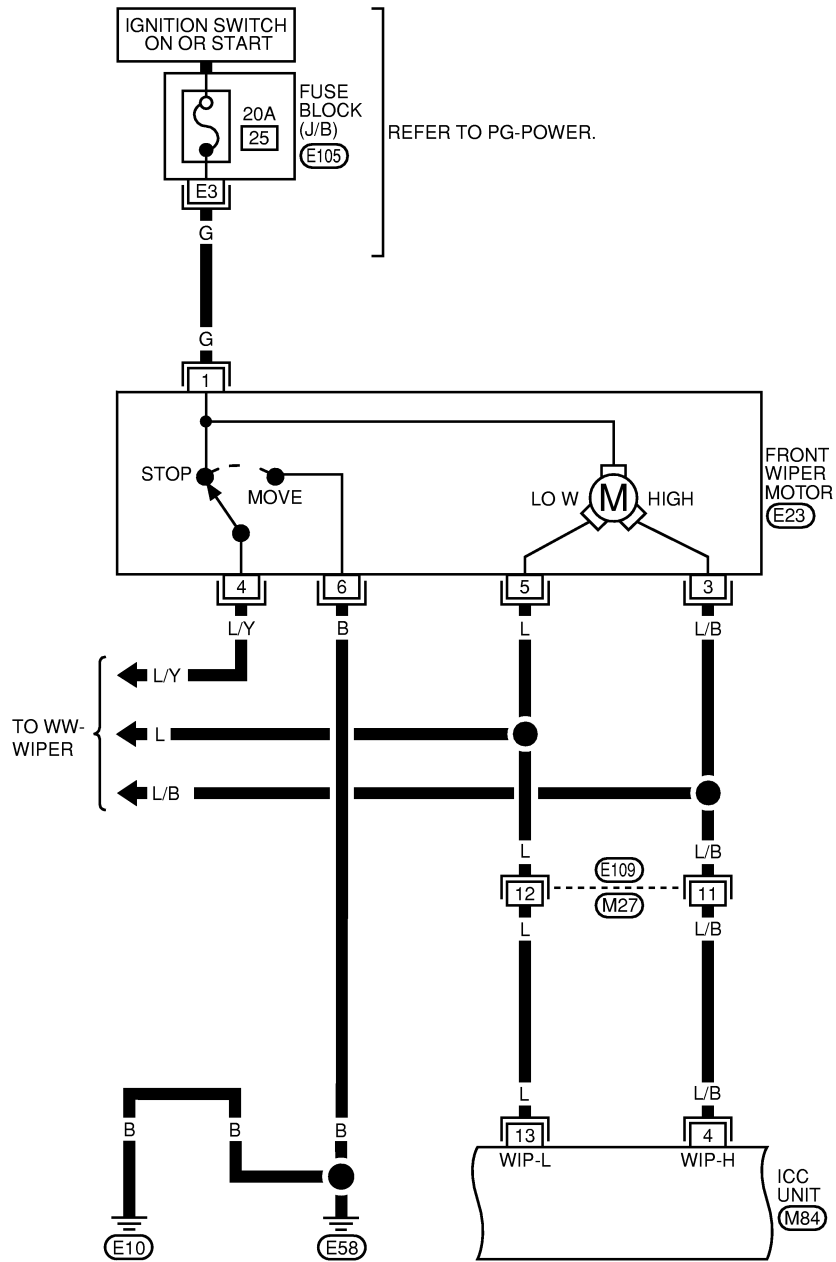 IGNITION SWITCH
ON OR START
FUSE
BLOCK
(J/B)
E105
20A
25
REFER TO PG-POWER.
E3
G
G
1
STOP
MOVE
LOW
M
HIGH
FRONT
WIPER
MOTOR
E23
4
6
5
3
L/Y
B
L
L/B
L/Y
TO WW-
WIPER
L
L/B
L
L/B
E109
12
11
M27
L
L/B
L
L/B
B
B
B
13
4
WIP-L
WIP-H
ICC
UNIT
M84
E10
E58